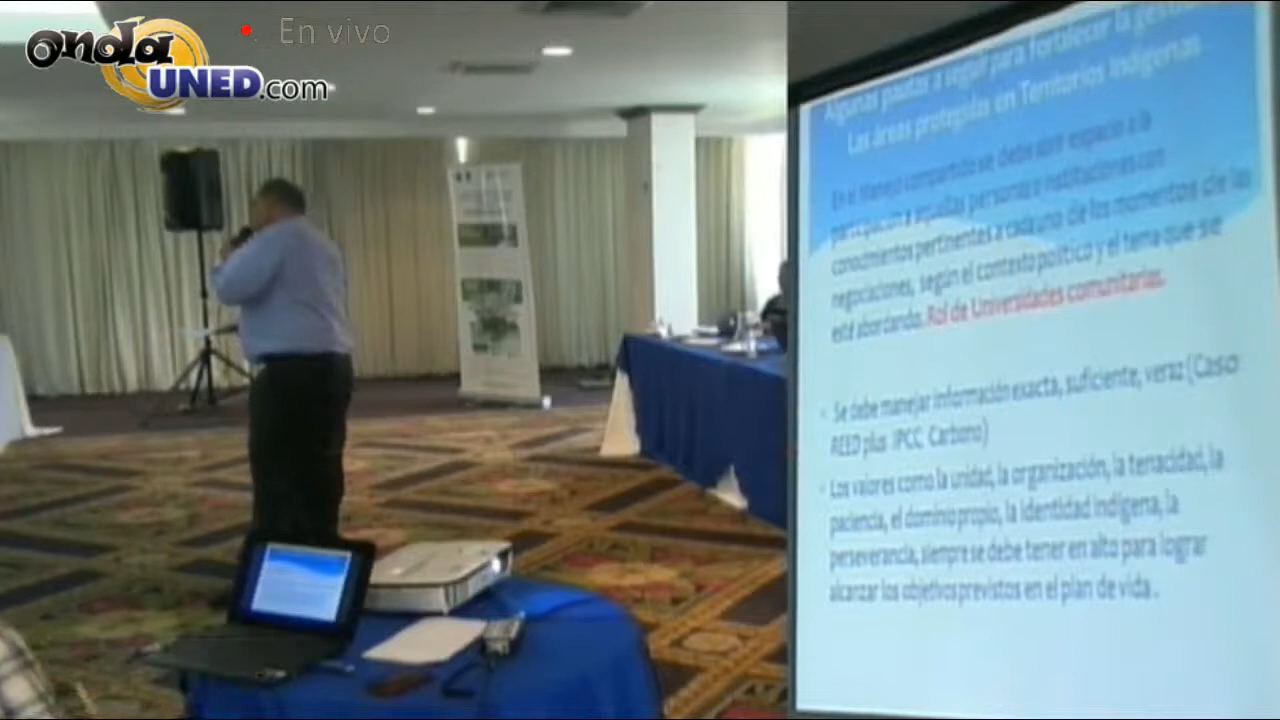 onda
UNED.com
En vivo
Algunas pautas a seguir para fortalecer la gestión
Las áreas protegidas en Territorios Indígenas
En el Manejo compartido se debe abrir espacio a la
participación a aquellas persona e instituciones con
conocimientos pertinentes a cada uno de los momentos de las
negociaciones, según el contexto político y el tema que se
esté abordando. Rol de Universidades comunitarias.
Se debe manejar información exacta, suficiente, veraz (Caso
REED plus IPCC Carbono)
Los valores como la unidad, la organización, la tenacidad, la
paciencia, el dominio propio, la identidad indígena, la
perseverancia, siempre se debe tener en alto para lograr
alcanzar los objetivos previstos en el plan de vida.